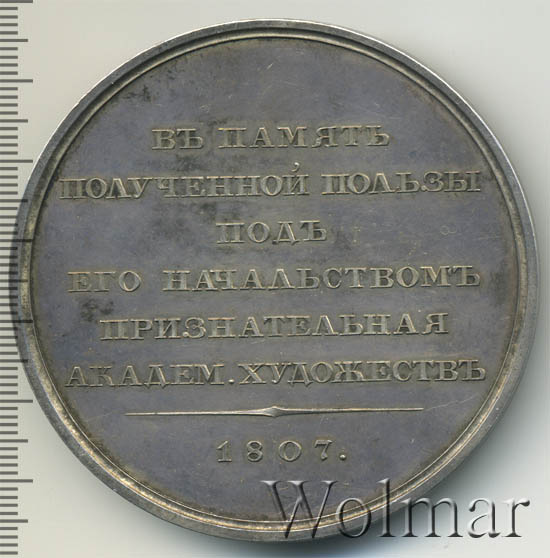 ВЪ ПАМЯТЬ
ПОЛУЧЕННОЙ ПОЛЬЗЫ
ПОДЪ
ЕГО НАЧАЛЬСТВОМЪ
ПРИЗНАТЕЛЬНАЯ
АКАДЕМ. ХУДОЖЕСТВЪ
1807.
Wolmar